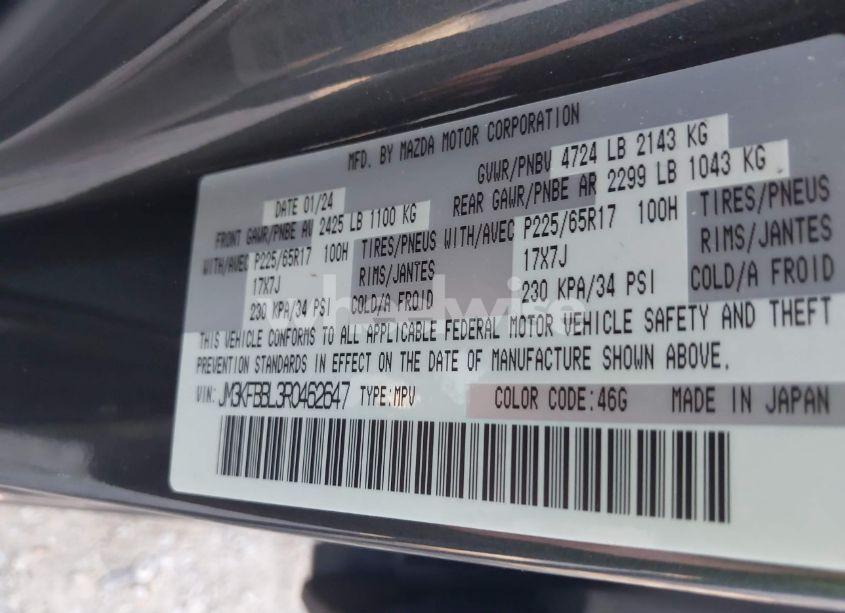 MFD. BY MAZDA MOTOR CORPORATION
DATE 01/24 GVWR/PNBV 4724 LB 2143 KG
FRONT GAWR/PNBE AV 2425 LB 1100 KG REAR GAWR/PNBE AR 2299 LB 1043 KG
WITH/AVEC P225/65R17 100H TIRES/PNEUS WITH/AVEC P225/65R17 100H TIRES/PNEUS
17X7J RIMS/JANTES 17X7J RIMS/JANTES
230 KPA/34 PSI COLD/A FROID 230 KPA/34 PSI COLD/A FROID
THIS VEHICLE CONFORMS TO ALL APPLICABLE FEDERAL MOTOR VEHICLE SAFETY AND THEFT
PREVENTION STANDARDS IN EFFECT ON THE DATE OF MANUFACTURE SHOWN ABOVE.
VIN: JM3KFBBL3R0462647 TYPE:MPV COLOR CODE:46G MADE IN JAPAN
wheelwise